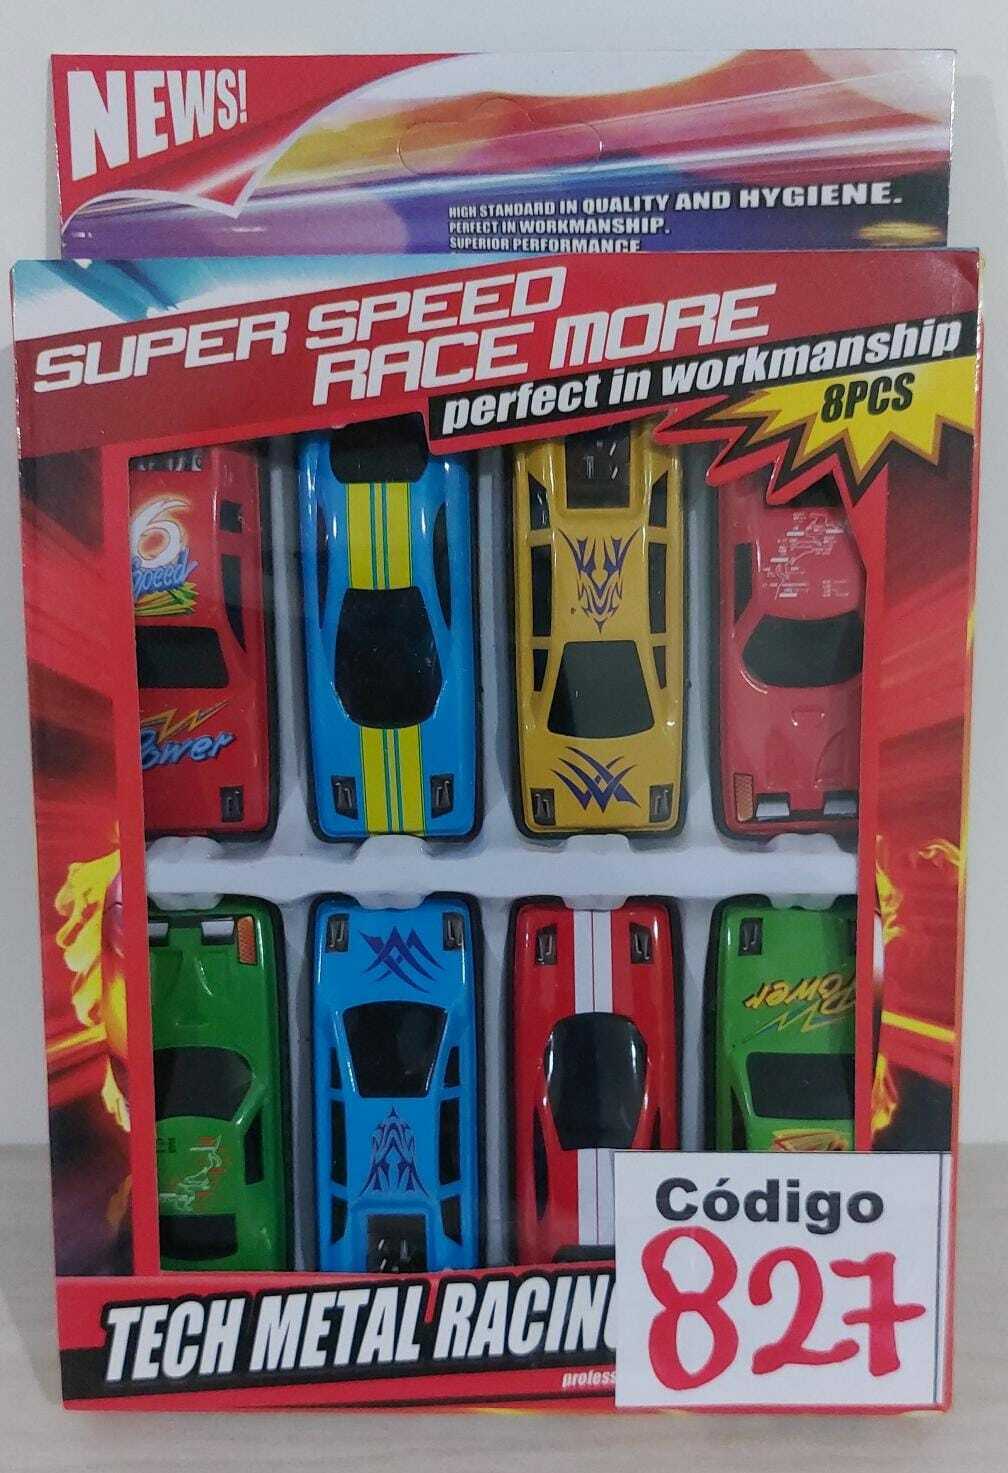 NEWS!
HIGH STANDARD IN QUALITY AND HYGIENE.
PERFECT IN WORKMANSHIP.
SUPERIOR PERFORMANCE
SUPER SPEED
RACE MORE
perfect in workmanship
8PCS
6
Speed
Power
Power
TECH METAL RACING
Código
827